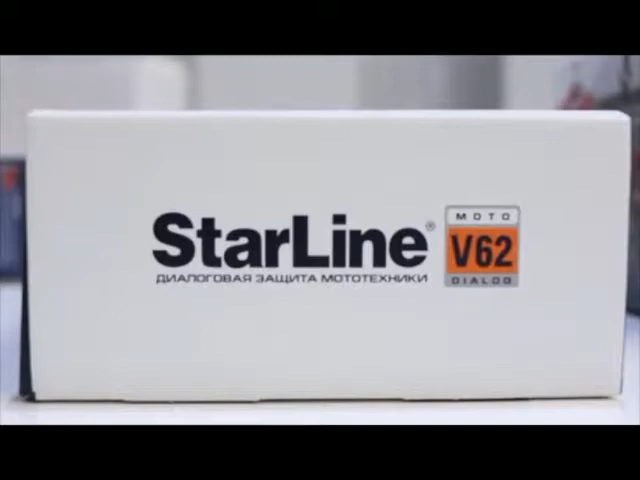 StarLine®
ДИАЛОГОВАЯ ЗАЩИТА МОТОТЕХНИКИ
MOTO
V62
DIALOG